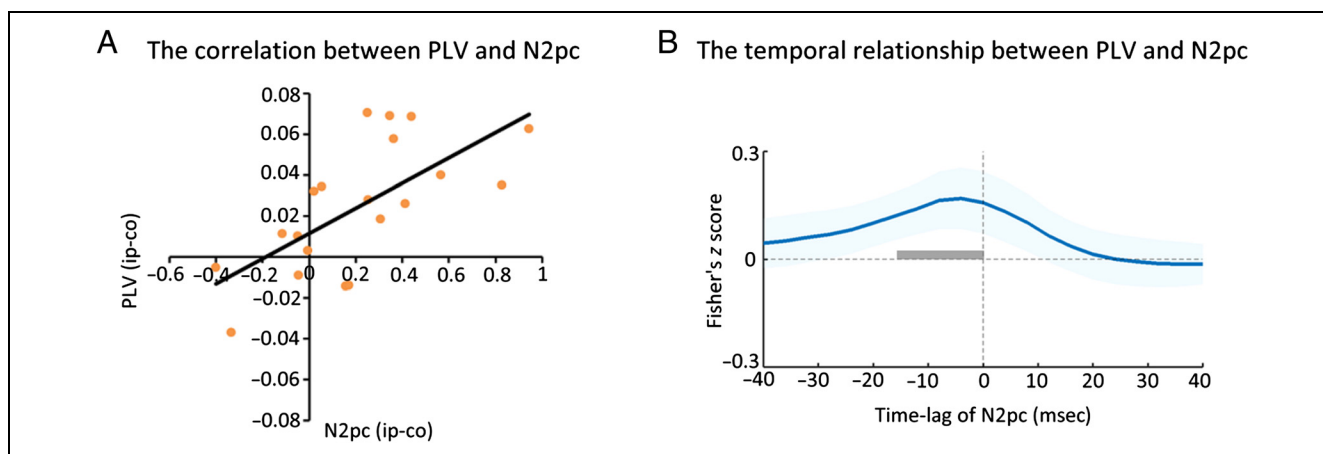 A The correlation between PLV and N2pc
0.08
0.06
0.04
0.02
−0.6 −0.4 −0.2 0 0.2 0.4 0.6 0.8 1
−0.02
−0.04
−0.06
−0.08
PLV (ip-co)
N2pc (ip-co)
B The temporal relationship between PLV and N2pc
0.3
0
−0.3
−40 −30 −20 −10 0 10 20 30 40
Fisher's z score
Time-lag of N2pc (msec)